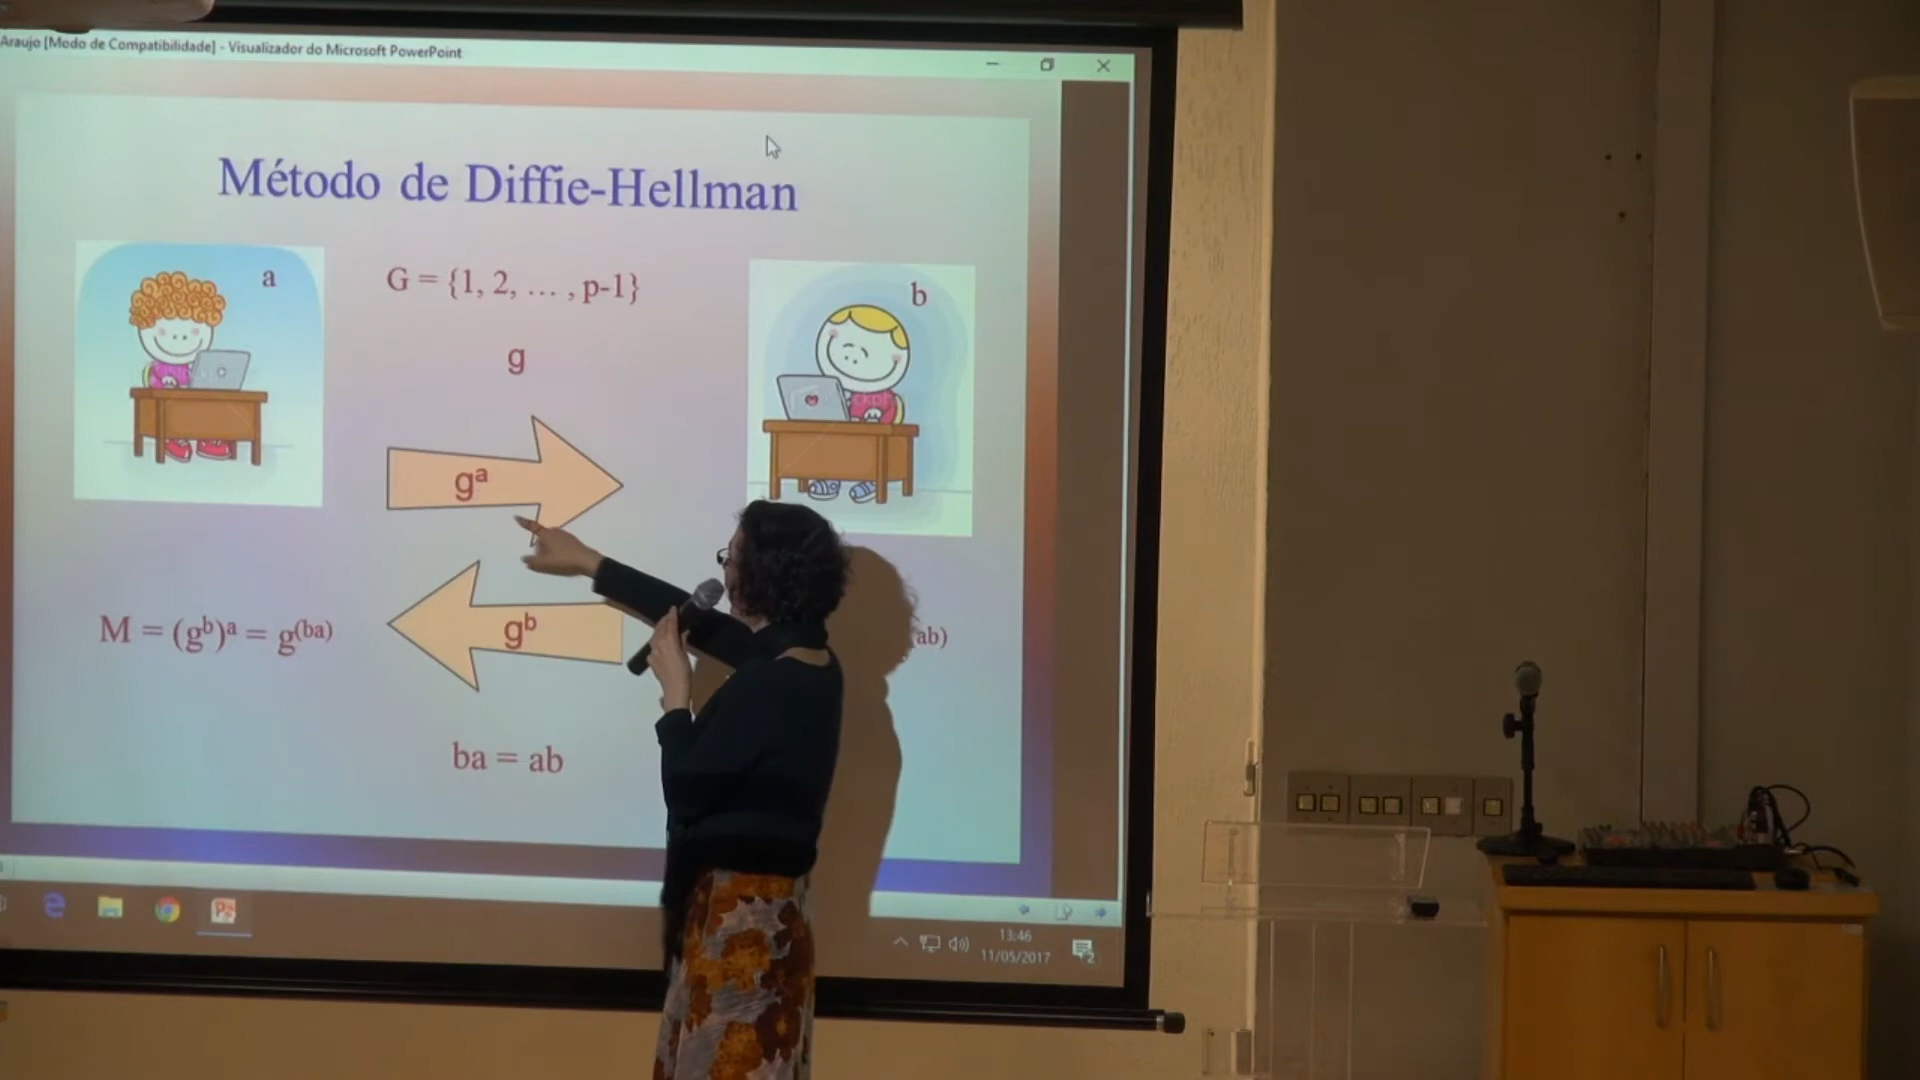 Araujo [Modo de Compatibilidade] - Visualizador do Microsoft PowerPoint
Método de Diffie-Hellman
a
G = {1, 2, ... , p-1}
b
g
gᵃ
M = (gᵇ)ᵃ = g⁽ᵇᵃ⁾
gᵇ
ab)
ba = ab
13:46
11/05/2017
2